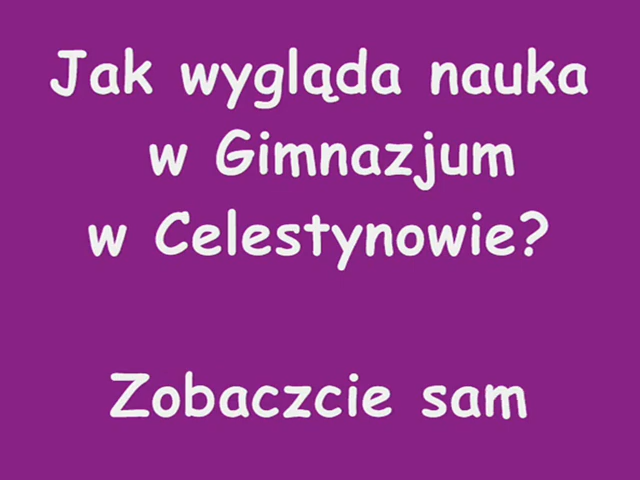 Jak wygląda nauka
w Gimnazjum
w Celestynowie?
Zobaczcie sam